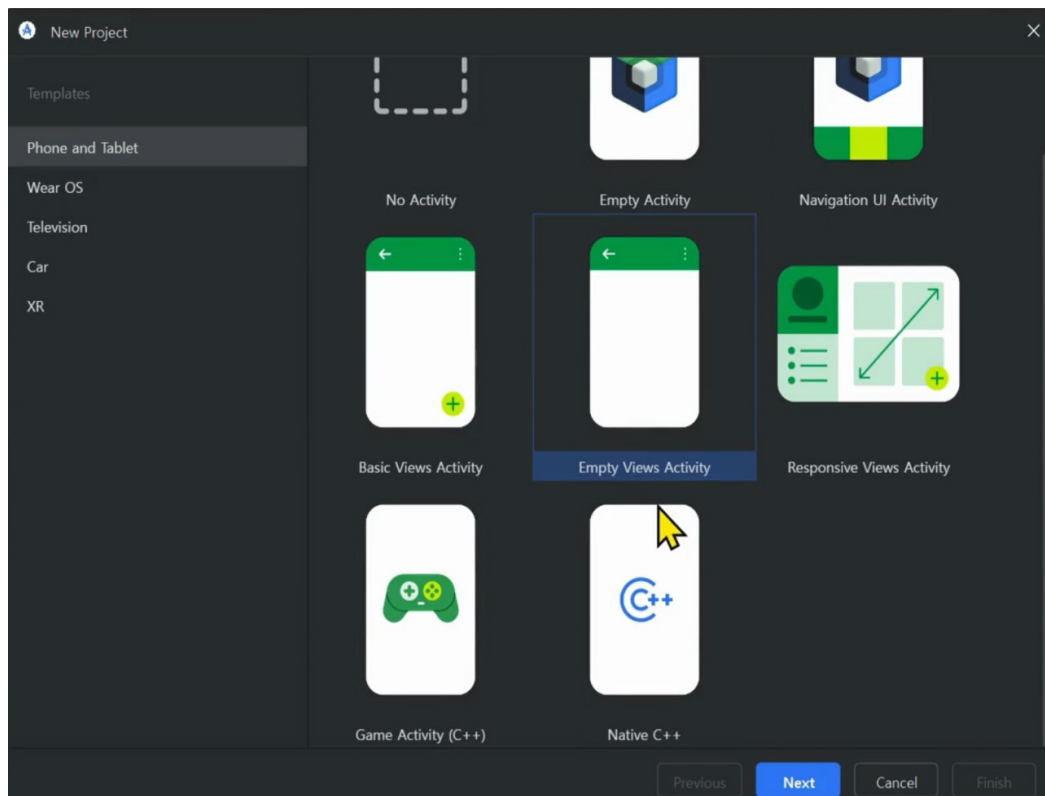 New Project
Templates
Phone and Tablet
Wear OS
Television
Car
XR
No Activity
Empty Activity
Navigation UI Activity
Basic Views Activity
Empty Views Activity
Responsive Views Activity
C++
Game Activity (C++)
Native C++
Previous
Next
Cancel
Finish